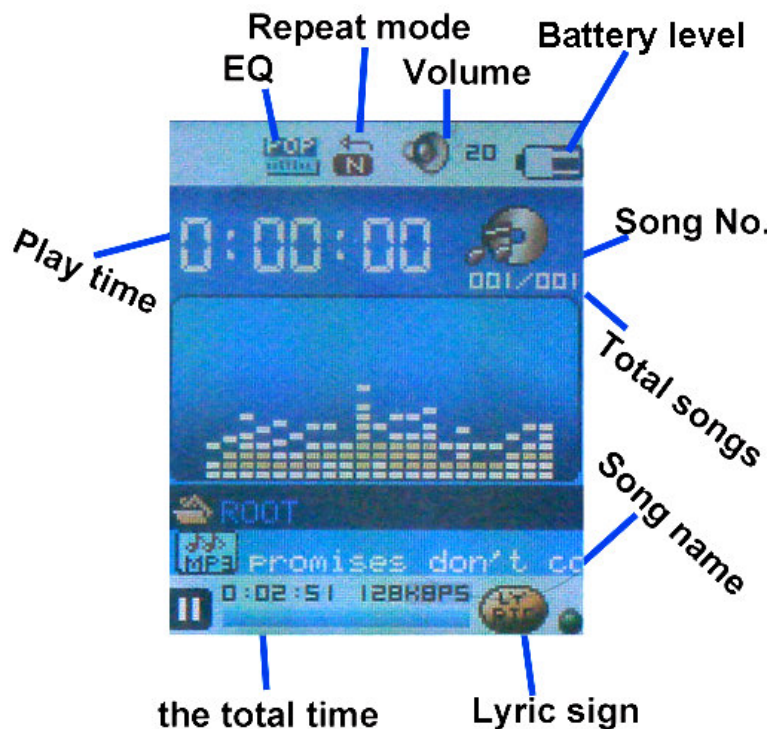 Repeat mode
Battery level
EQ
Volume
POP
N
20
Play time
0:00:00
Song No.
001/001
Total songs
Song name
ROOT
MP3
promises don't co
0:02:51 128KBPS
LY
RIC
the total time
Lyric sign